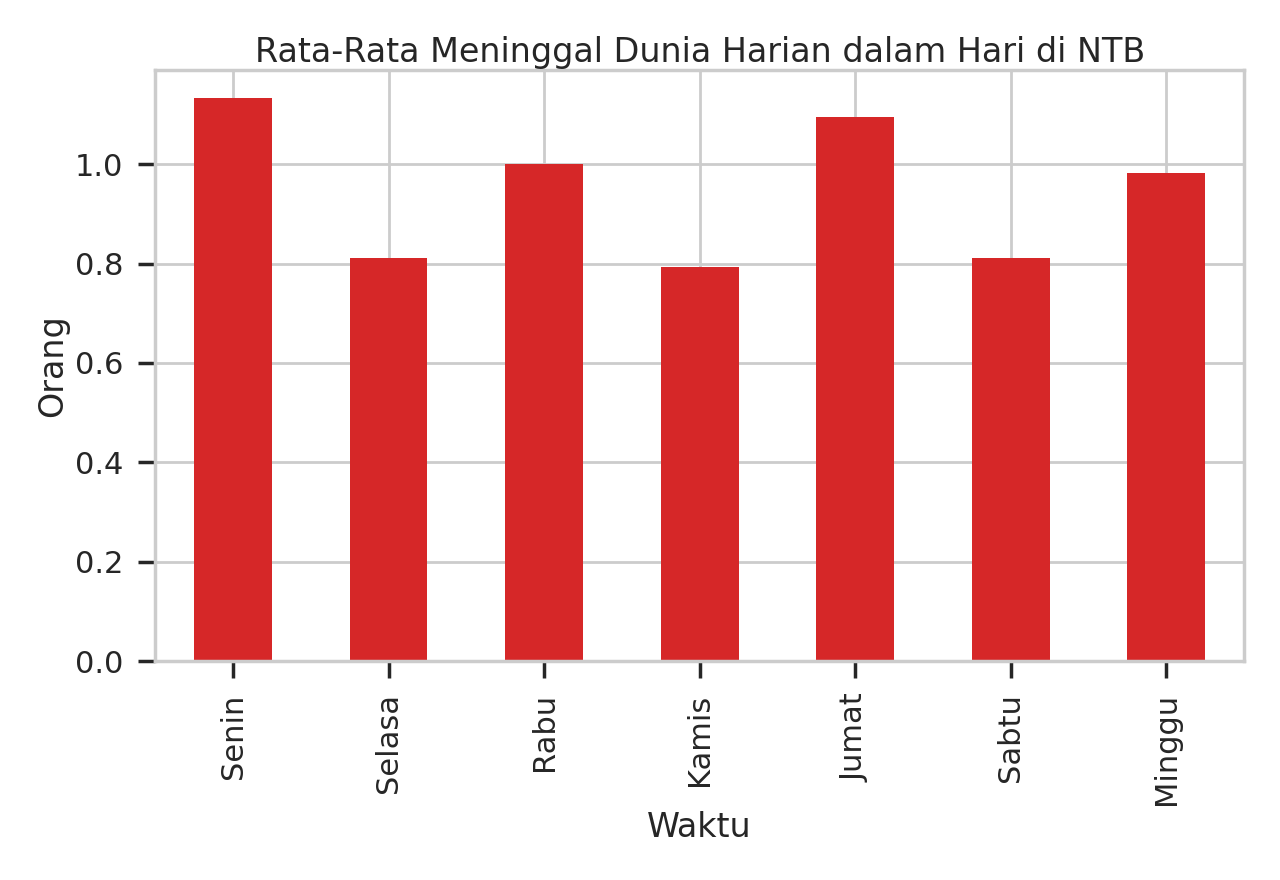 Rata-Rata Meninggal Dunia Harian dalam Hari di NTB
Orang
1.0
0.8
0.6
0.4
0.2
0.0
Senin
Selasa
Rabu
Kamis
Jumat
Sabtu
Minggu
Waktu